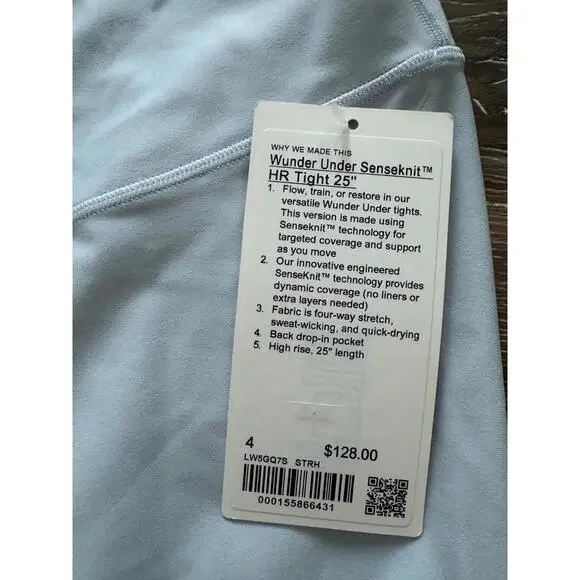 WHY WE MADE THIS
Wunder Under Senseknit™
HR Tight 25"
1. Flow, train, or restore in our
versatile Wunder Under tights.
This version is made using
Senseknit™ technology for
targeted coverage and support
as you move
2. Our innovative engineered
SenseKnit™ technology provides
dynamic coverage (no liners or
extra layers needed)
3. Fabric is four-way stretch,
sweat-wicking, and quick-drying
4. Back drop-in pocket
5. High rise, 25" length
4 $128.00
LW5GQ7S STRH
000155866431